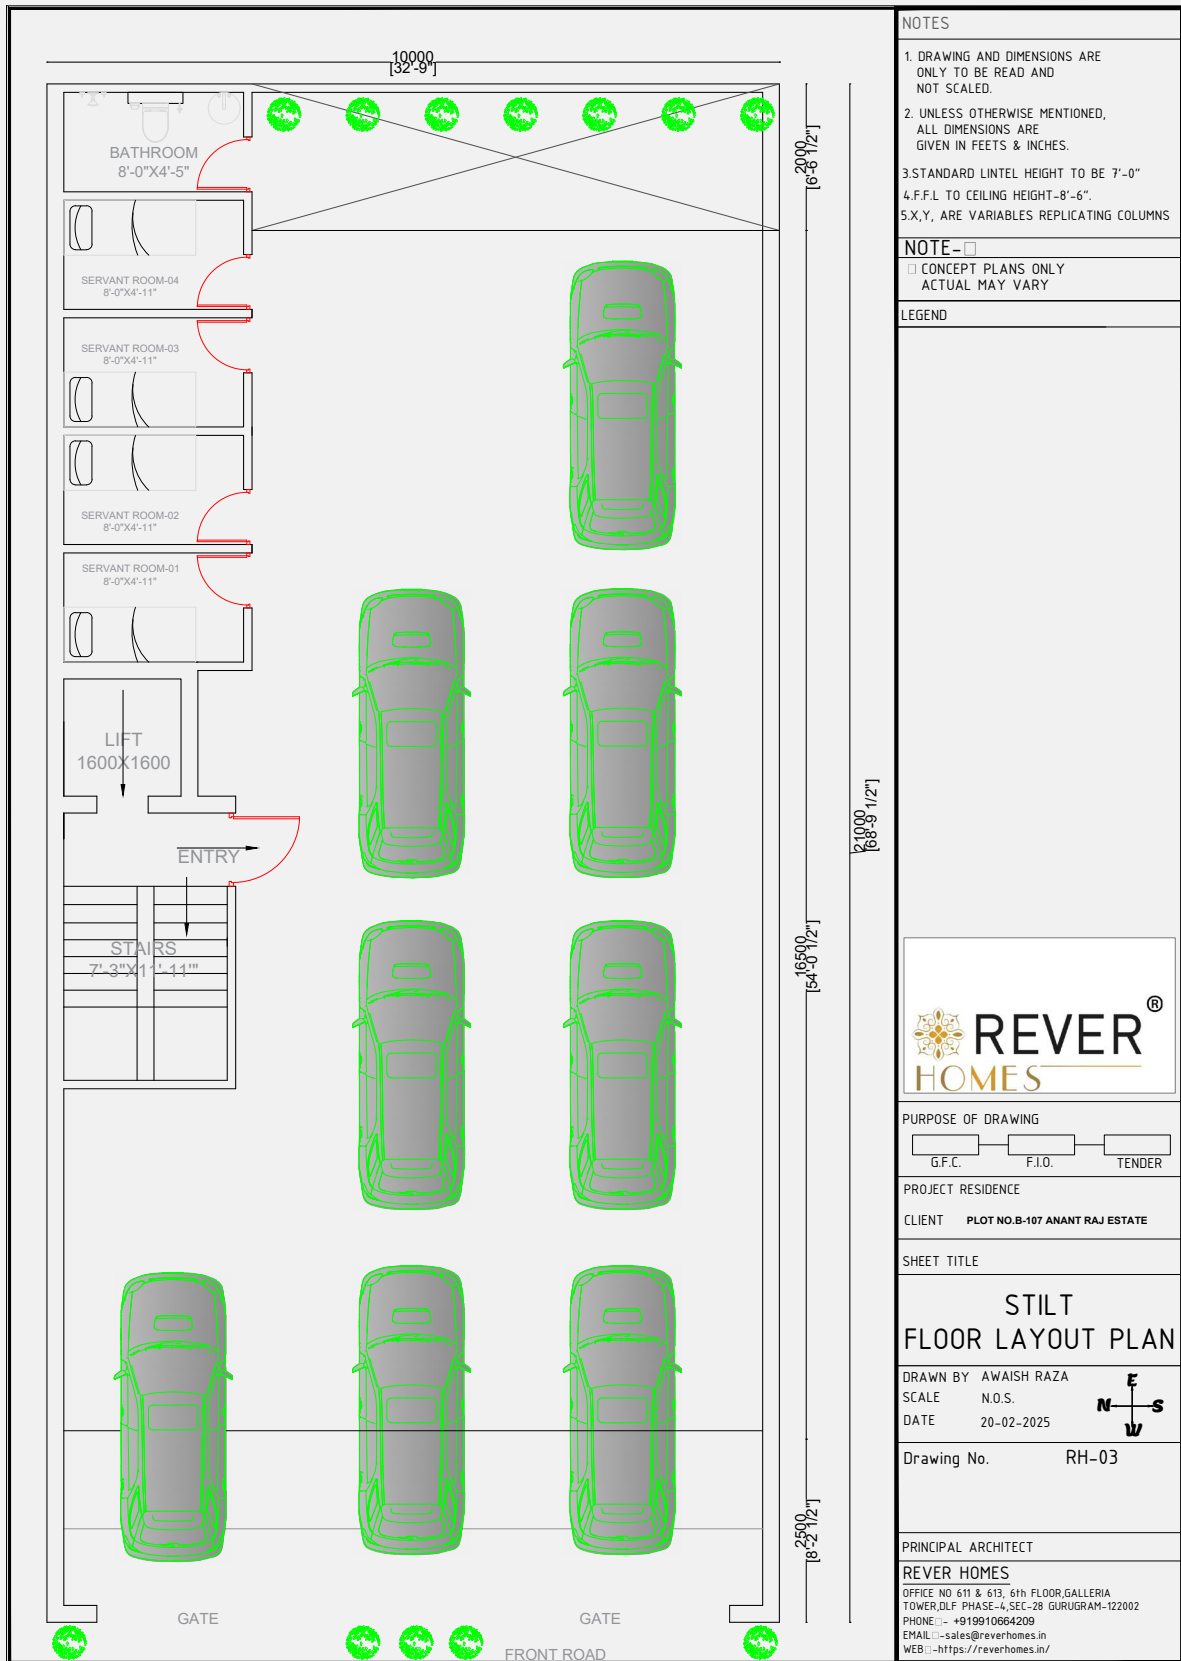 10000
[32'-9"]
BATHROOM
8'-0"X4'-5"
SERVANT ROOM-04
8'-0"X4'-11"
SERVANT ROOM-03
8'-0"X4'-11"
SERVANT ROOM-02
8'-0"X4'-11"
SERVANT ROOM-01
8'-0"X4'-11"
LIFT
1600X1600
ENTRY
STAIRS
7'-3"X11'-11'"
GATE
GATE
FRONT ROAD
2000
[6'-6 1/2"]
21000
[68'-9 1/2"]
16500
[54'-0 1/2"]
2500
[8'-2 1/2"]
NOTES
1. DRAWING AND DIMENSIONS ARE
ONLY TO BE READ AND
NOT SCALED.
2. UNLESS OTHERWISE MENTIONED,
ALL DIMENSIONS ARE
GIVEN IN FEETS & INCHES.
3.STANDARD LINTEL HEIGHT TO BE 7'-0"
4.F.F.L TO CEILING HEIGHT-8'-6".
5.X,Y, ARE VARIABLES REPLICATING COLUMNS
NOTE-□
□ CONCEPT PLANS ONLY
ACTUAL MAY VARY
LEGEND
REVER ®
HOMES
PURPOSE OF DRAWING
G.F.C. F.I.O. TENDER
PROJECT RESIDENCE
CLIENT PLOT NO.B-107 ANANT RAJ ESTATE
SHEET TITLE
STILT
FLOOR LAYOUT PLAN
DRAWN BY AWAISH RAZA
SCALE N.O.S.
DATE 20-02-2025
E
N S
W
Drawing No. RH-03
PRINCIPAL ARCHITECT
REVER HOMES
OFFICE NO 611 & 613, 6th FLOOR,GALLERIA
TOWER,DLF PHASE-4,SEC-28 GURUGRAM-122002
PHONE□- +919910664209
EMAIL□-sales@reverhomes.in
WEB□-https://reverhomes.in/